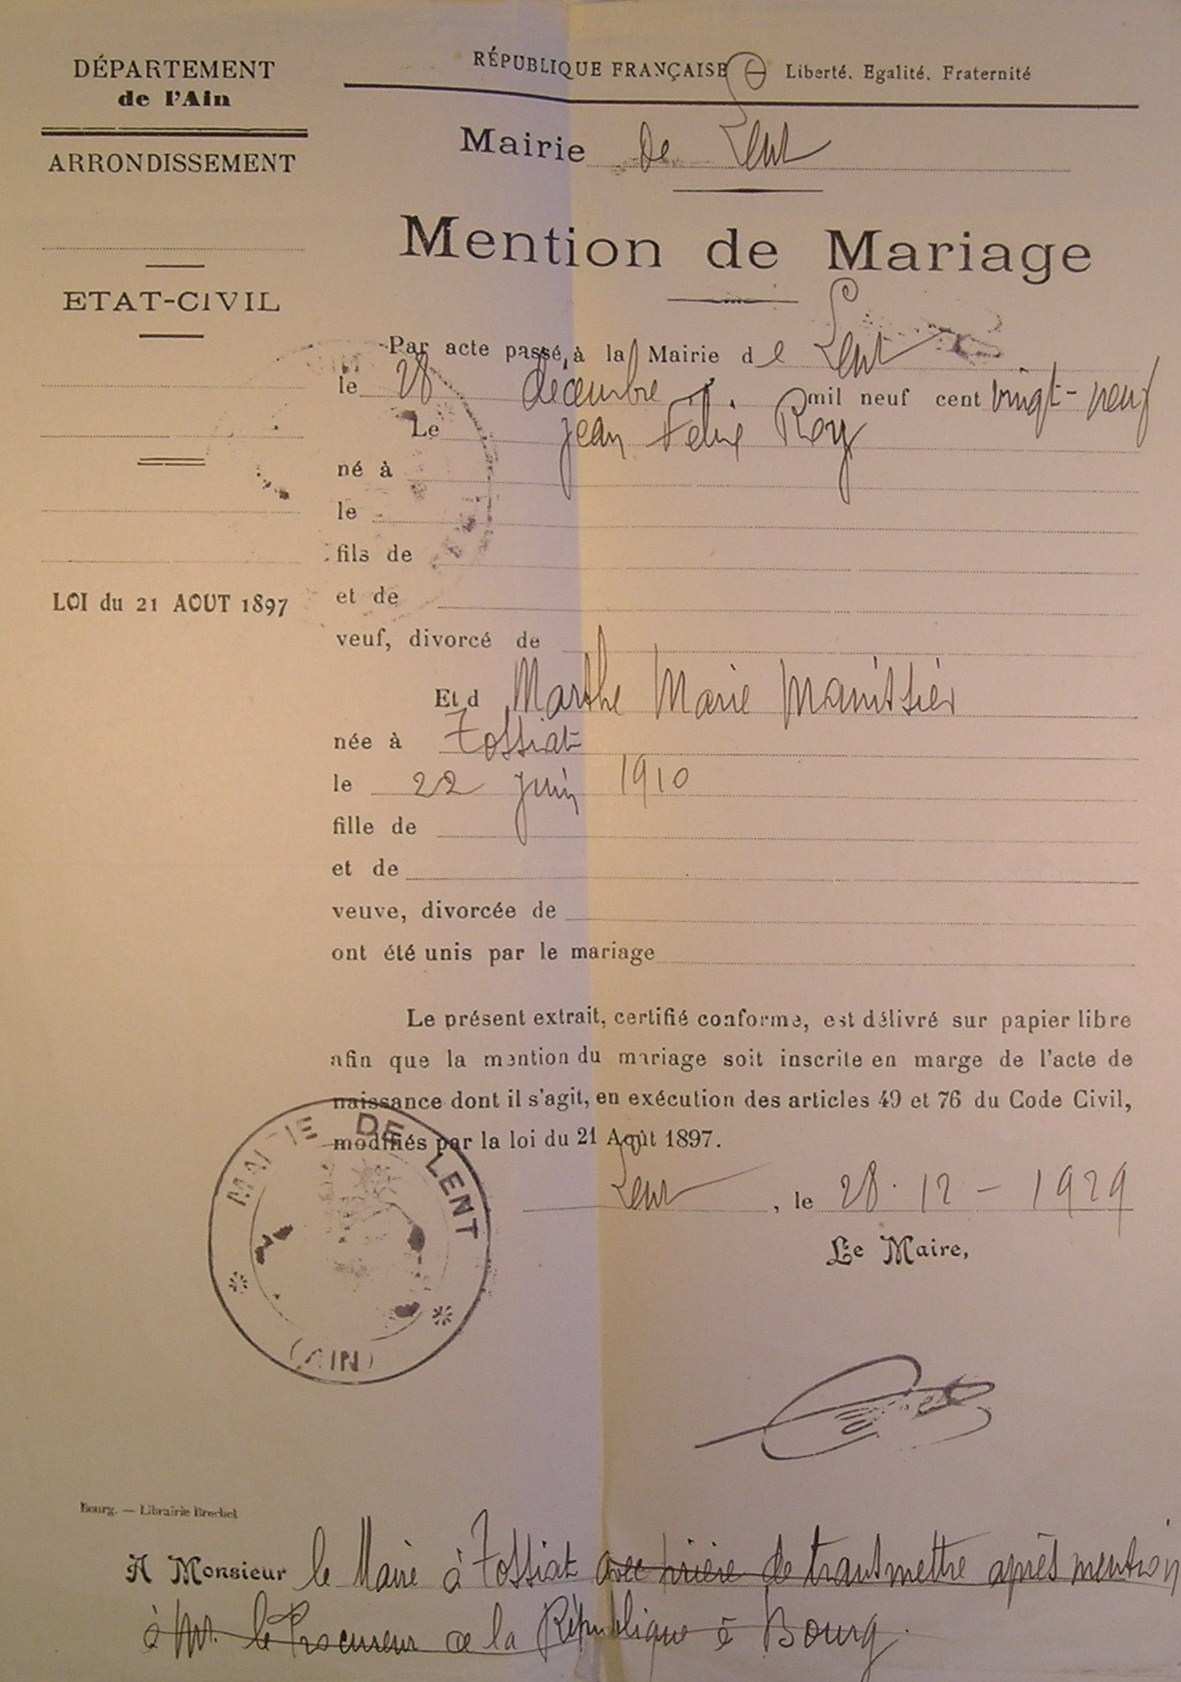 DÉPARTEMENT
de l'Ain
ARRONDISSEMENT
ETAT-CIVIL
LOI du 21 AOUT 1897
RÉPUBLIQUE FRANÇAISE Liberté. Egalité. Fraternité
Mairie de Lent
Mention de Mariage
Par acte passé, à la Mairie de Lent
le 28 décembre mil neuf cent vingt-neuf
Le Jean Félix Roy
né à
le
fils de
et de
veuf, divorcé de
Et d Marthe Marie Manissier
née à Tossiat
le 22 juin 1910
fille de
et de
veuve, divorcée de
ont été unis par le mariage
Le présent extrait, certifié conforme, est délivré sur papier libre
afin que la mention du mariage soit inscrite en marge de l'acte de
naissance dont il s'agit, en exécution des articles 49 et 76 du Code Civil,
modifiés par la loi du 21 Août 1897.
Lent, le 28.12-1929
Le Maire,
MAIRIE DE LENT
(AIN)
Bourg. — Librairie Brochot
A Monsieur le Maire à Tossiat avec prière de transmettre après mention
à Mr. le Procureur de la République à Bourg.